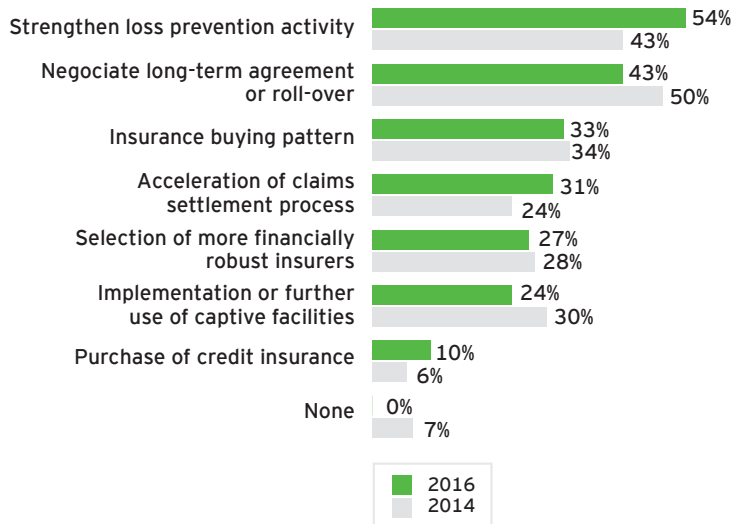 Strengthen loss prevention activity
54%
43%
Negociate long-term agreement
or roll-over
43%
50%
Insurance buying pattern
33%
34%
Acceleration of claims
settlement process
31%
24%
Selection of more financially
robust insurers
27%
28%
Implementation or further
use of captive facilities
24%
30%
Purchase of credit insurance
10%
6%
None
0%
7%
2016
2014